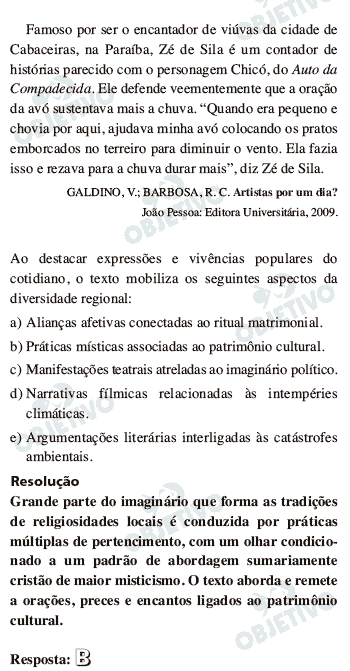 Famoso por ser o encantador de viúvas da cidade de
Cabaceiras, na Paraíba, Zé de Sila é um contador de
histórias parecido com o personagem Chicó, do Auto da
Compadecida. Ele defende veementemente que a oração
da avó sustentava mais a chuva. “Quando era pequeno e
chovia por aqui, ajudava minha avó colocando os pratos
emborcados no terreiro para diminuir o vento. Ela fazia
isso e rezava para a chuva durar mais”, diz Zé de Sila.
GALDINO, V.; BARBOSA, R. C. Artistas por um dia?
João Pessoa: Editora Universitária, 2009.
Ao destacar expressões e vivências populares do
cotidiano, o texto mobiliza os seguintes aspectos da
diversidade regional:
a) Alianças afetivas conectadas ao ritual matrimonial.
b) Práticas místicas associadas ao patrimônio cultural.
c) Manifestações teatrais atreladas ao imaginário político.
d) Narrativas fílmicas relacionadas às intempéries
climáticas.
e) Argumentações literárias interligadas às catástrofes
ambientais.
Resolução
Grande parte do imaginário que forma as tradições
de religiosidades locais é conduzida por práticas
múltiplas de pertencimento, com um olhar condicio-
nado a um padrão de abordagem sumariamente
cristão de maior misticismo. O texto aborda e remete
a orações, preces e encantos ligados ao patrimônio
cultural.
Resposta: B
OBJETIVO
OBJETIVO
OBJETIVO
OBJETIVO
OBJETIVO
OBJETIVO